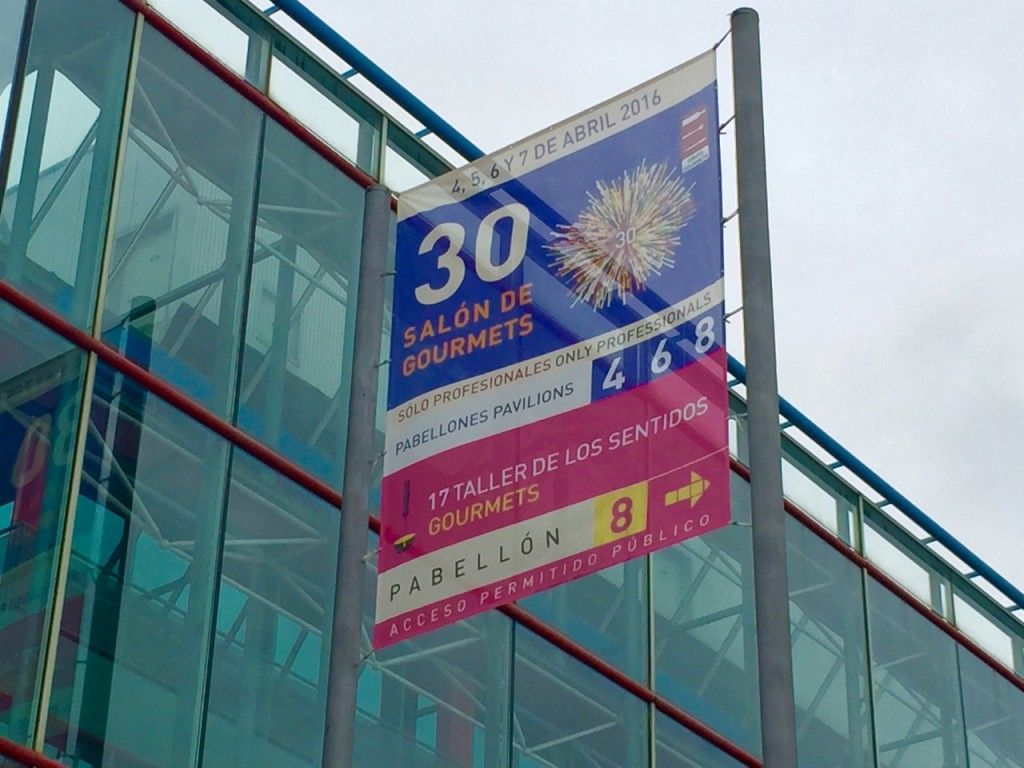 4, 5, 6 Y 7 DE ABRIL 2016
30
30
SALÓN DE
GOURMETS
SOLO PROFESIONALES ONLY PROFESSIONALS
PABELLONES PAVILIONS 4 6 8
17 TALLER DE LOS SENTIDOS
GOURMETS
PABELLÓN 8
ACCESO PERMITIDO PÚBLICO